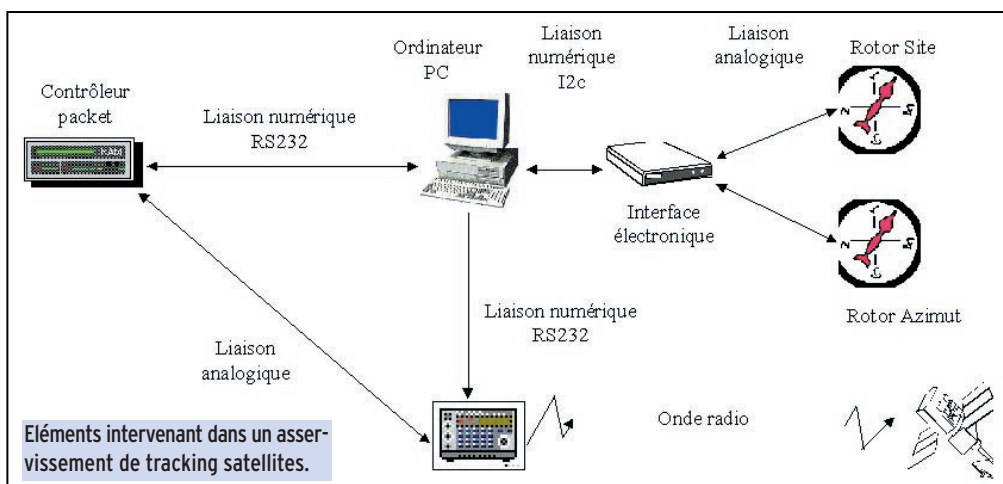 Contrôleur
packet
Liaison numérique
RS232
Ordinateur
PC
Liaison
numérique
I2c
Liaison
analogique
Rotor Site
Interface
électronique
Rotor Azimut
Liaison numérique
RS232
Liaison
analogique
Onde radio
Eléments intervenant dans un asser-
vissement de tracking satellites.